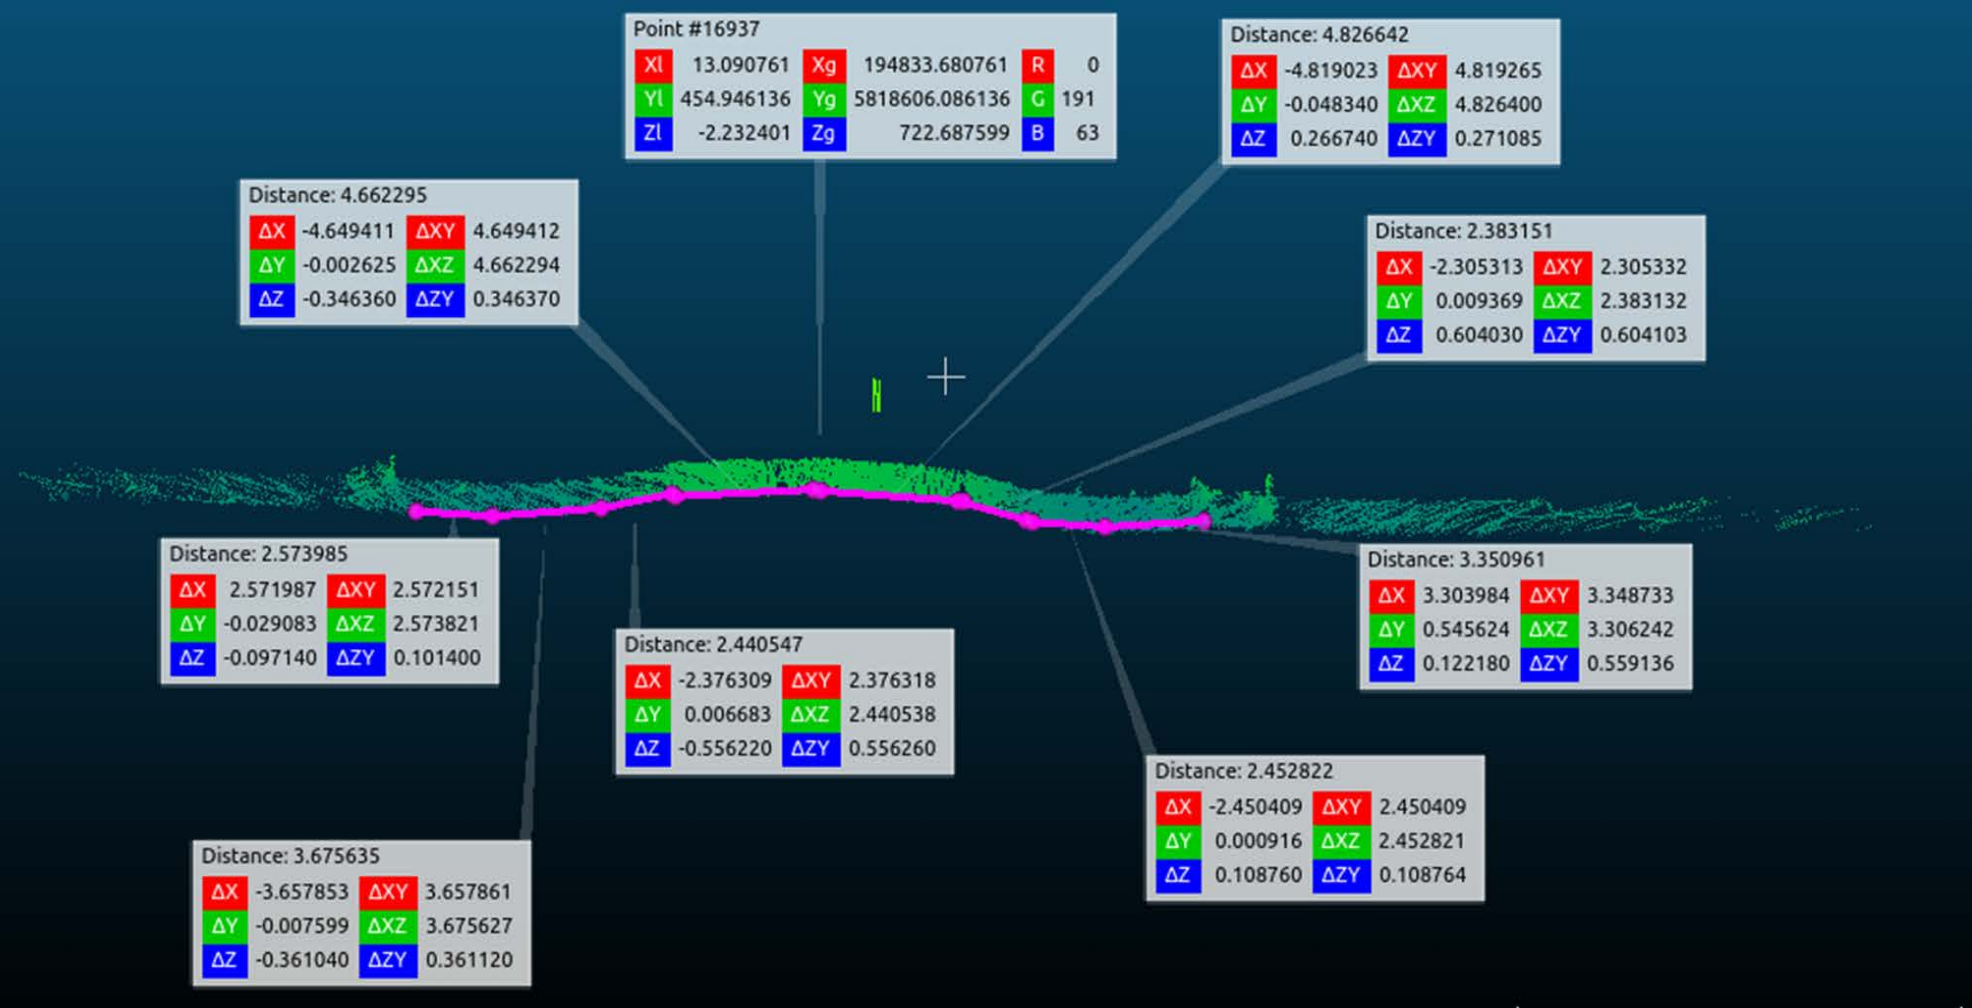 Point #16937
Xl 13.090761 Xg 194833.680761 R 0
Yl 454.946136 Yg 5818606.086136 G 191
Zl -2.232401 Zg 722.687599 B 63
Distance: 4.826642
ΔX -4.819023 ΔXY 4.819265
ΔY -0.048340 ΔXZ 4.826400
ΔZ 0.266740 ΔZY 0.271085
Distance: 4.662295
ΔX -4.649411 ΔXY 4.649412
ΔY -0.002625 ΔXZ 4.662294
ΔZ -0.346360 ΔZY 0.346370
Distance: 2.383151
ΔX -2.305313 ΔXY 2.305332
ΔY 0.009369 ΔXZ 2.383132
ΔZ 0.604030 ΔZY 0.604103
Distance: 2.573985
ΔX 2.571987 ΔXY 2.572151
ΔY -0.029083 ΔXZ 2.573821
ΔZ -0.097140 ΔZY 0.101400
Distance: 3.350961
ΔX 3.303984 ΔXY 3.348733
ΔY 0.545624 ΔXZ 3.306242
ΔZ 0.122180 ΔZY 0.559136
Distance: 2.440547
ΔX -2.376309 ΔXY 2.376318
ΔY 0.006683 ΔXZ 2.440538
ΔZ -0.556220 ΔZY 0.556260
Distance: 2.452822
ΔX -2.450409 ΔXY 2.450409
ΔY 0.000916 ΔXZ 2.452821
ΔZ 0.108760 ΔZY 0.108764
Distance: 3.675635
ΔX -3.657853 ΔXY 3.657861
ΔY -0.007599 ΔXZ 3.675627
ΔZ -0.361040 ΔZY 0.361120